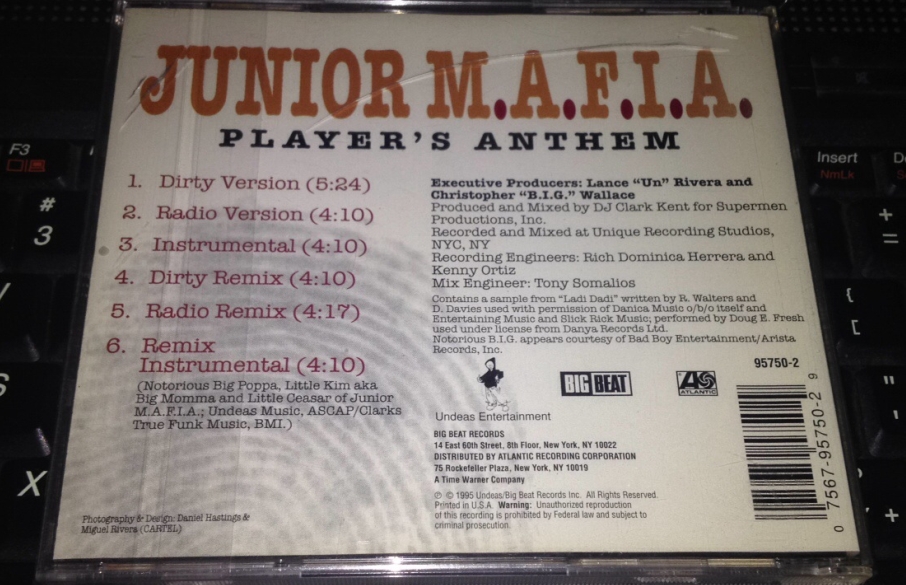 JUNIOR M.A.F.I.A.
PLAYER'S ANTHEM
1. Dirty Version (5:24)
2. Radio Version (4:10)
3. Instrumental (4:10)
4. Dirty Remix (4:10)
5. Radio Remix (4:17)
6. Remix
Instrumental (4:10)
(Notorious Big Poppa, Little Kim aka
Big Momma and Little Ceasar of Junior
M.A.F.I.A.; Undeas Music, ASCAP/Clarks
True Funk Music, BMI.)
Photography & Design: Daniel Hastings &
Miguel Rivera (CARTEL)
Executive Producers: Lance "Un" Rivera and
Christopher "B.I.G." Wallace
Produced and Mixed by DJ Clark Kent for Supermen
Productions, Inc.
Recorded and Mixed at Unique Recording Studios,
NYC, NY
Recording Engineers: Rich Dominica Herrera and
Kenny Ortiz
Mix Engineer: Tony Somalios
Contains a sample from "Ladi Dadi" written by R. Walters and
D. Davies used with permission of Danica Music o/b/o itself and
Entertaining Music and Slick Rick Music; performed by Doug E. Fresh
used under license from Danya Records Ltd.
Notorious B.I.G. appears courtesy of Bad Boy Entertainment/Arista
Records, Inc.
95750-2
Undeas Entertainment
BIG BEAT
ATLANTIC
BIG BEAT RECORDS
14 East 60th Street, 8th Floor, New York, NY 10022
DISTRIBUTED BY ATLANTIC RECORDING CORPORATION
75 Rockefeller Plaza, New York, NY 10019
A Time Warner Company
℗ © 1995 Undeas/Big Beat Records Inc. All Rights Reserved.
Printed in U.S.A. Warning: Unauthorized reproduction
of this recording is prohibited by Federal law and subject to
criminal prosecution.
0 7567-95750-2 9
F3
#
3
X
Insert
NmLk
+
=
{
[
"
'
+